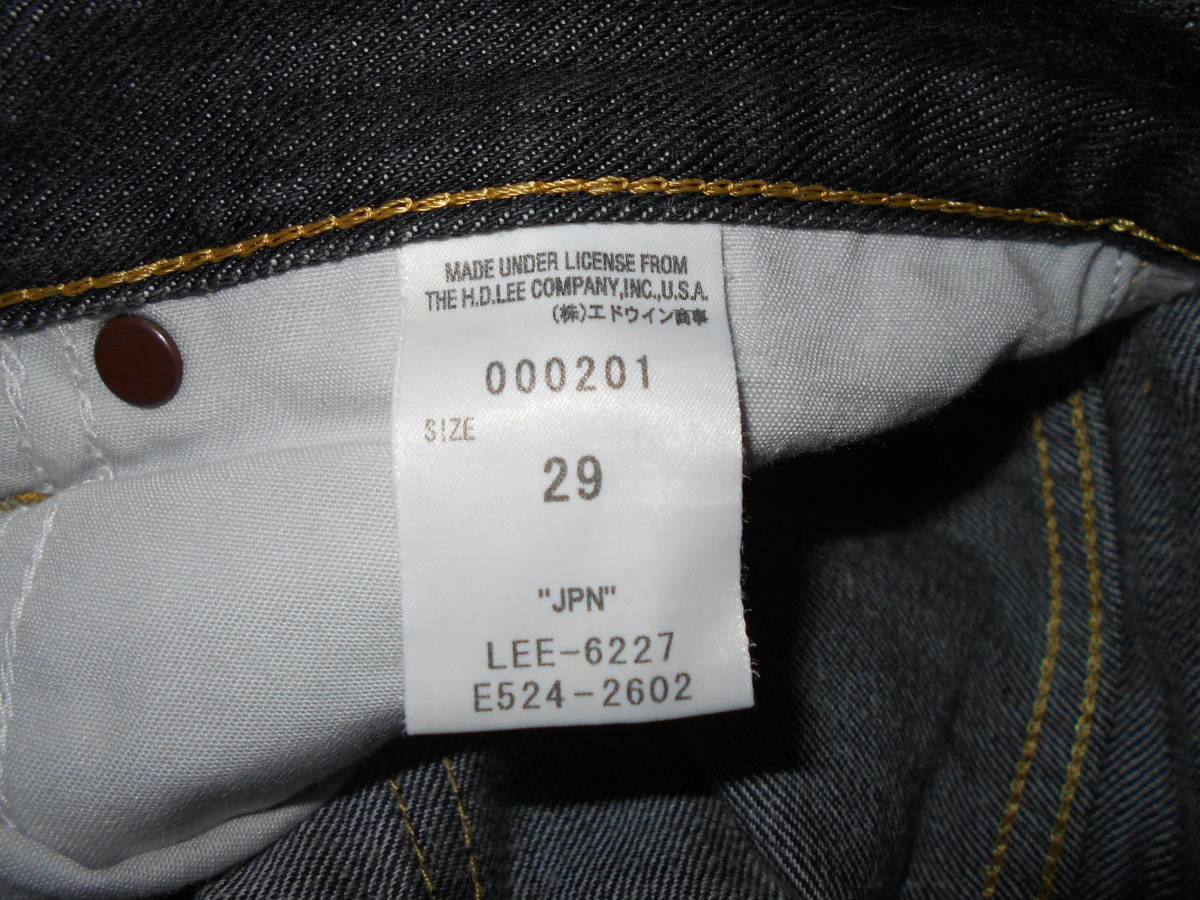 MADE UNDER LICENSE FROM
THE H.D.LEE COMPANY,INC.,U.S.A.
(株)エドウイン商事
000201
SIZE
29
"JPN"
LEE-6227
E524-2602